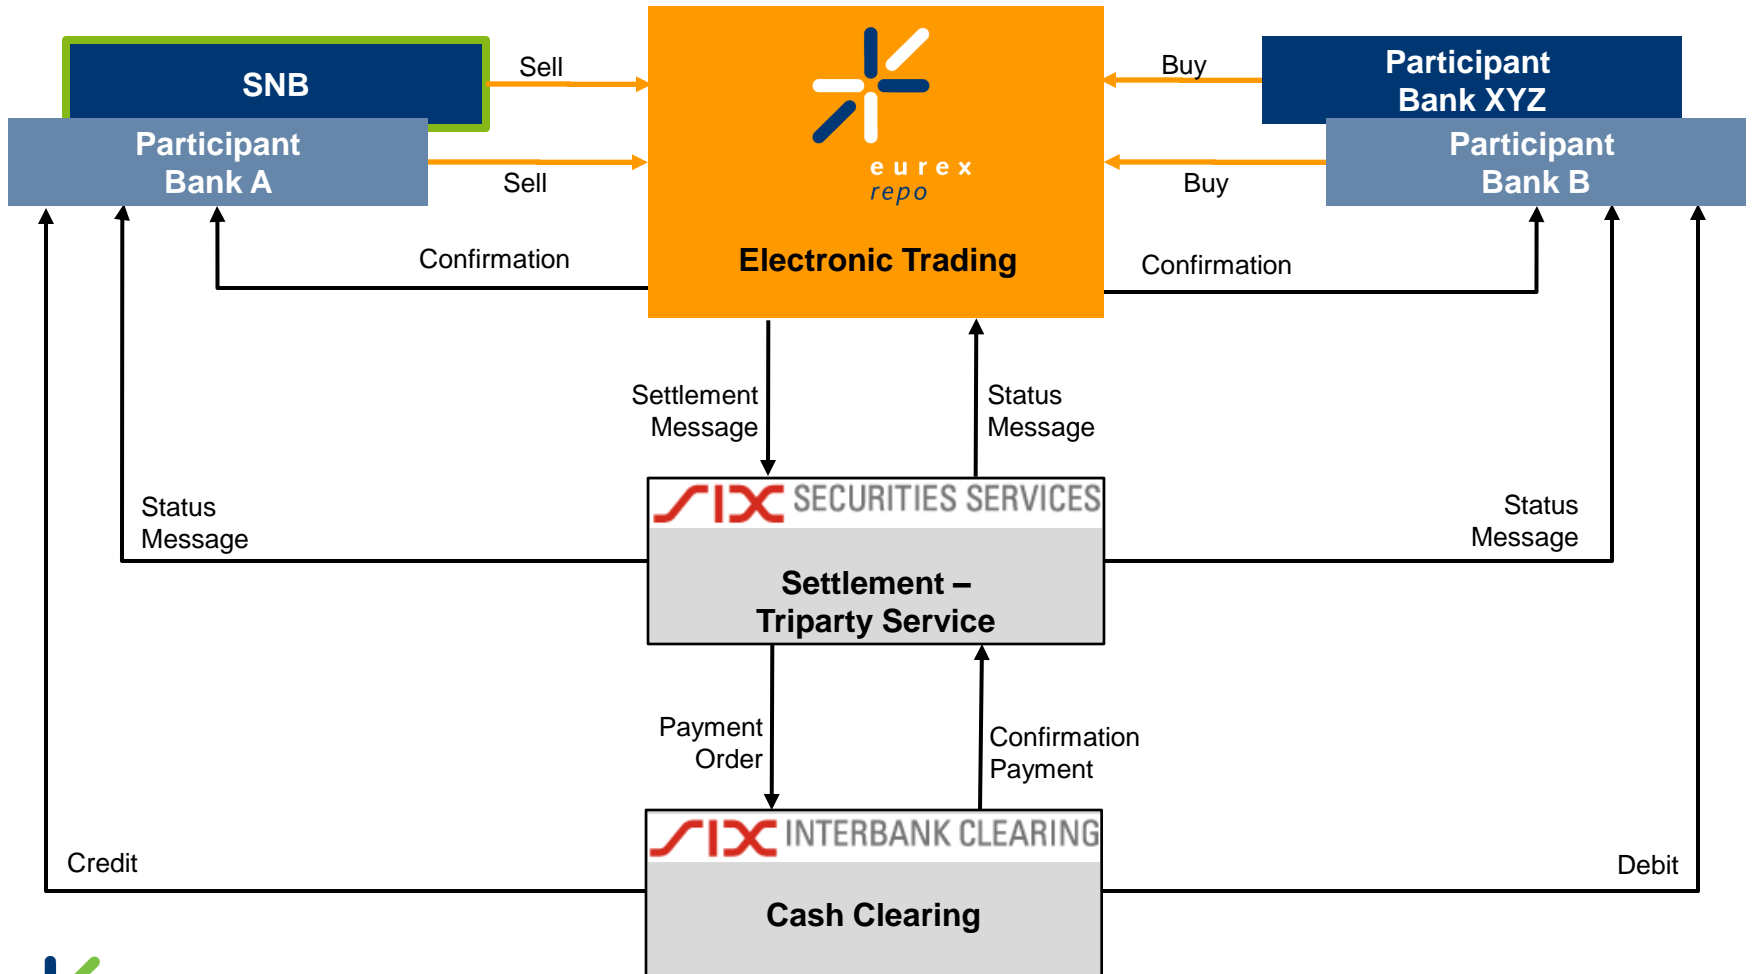 SNB
Sell
Buy
Participant
Bank XYZ
Participant
Bank A
Sell
eurex
repo
Buy
Participant
Bank B
Confirmation
Electronic Trading
Confirmation
Settlement
Message
Status
Message
SIX SECURITIES SERVICES
Status
Message
Status
Message
Settlement –
Triparty Service
Payment
Order
Confirmation
Payment
SIX INTERBANK CLEARING
Credit
Debit
Cash Clearing